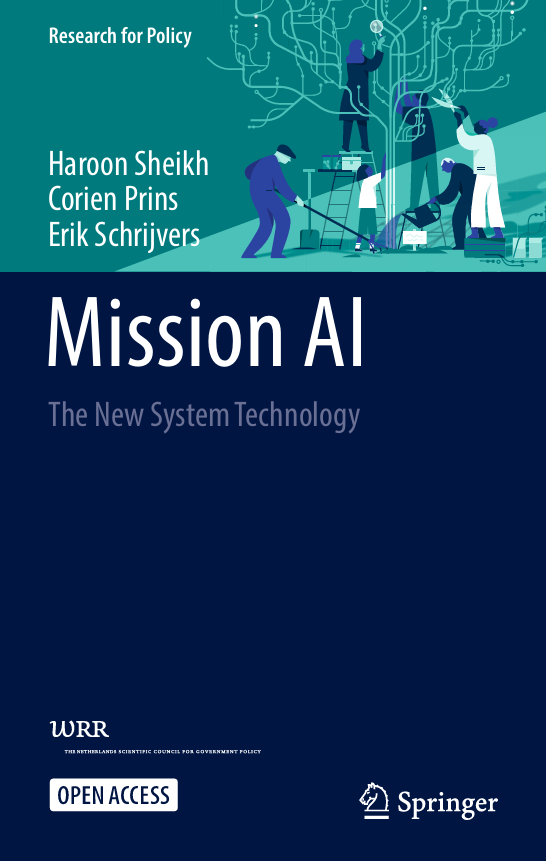 Research for Policy
Haroon Sheikh
Corien Prins
Erik Schrijvers
Mission AI
The New System Technology
WRR
THE NETHERLANDS SCIENTIFIC COUNCIL FOR GOVERNMENT POLICY
OPEN ACCESS
Springer